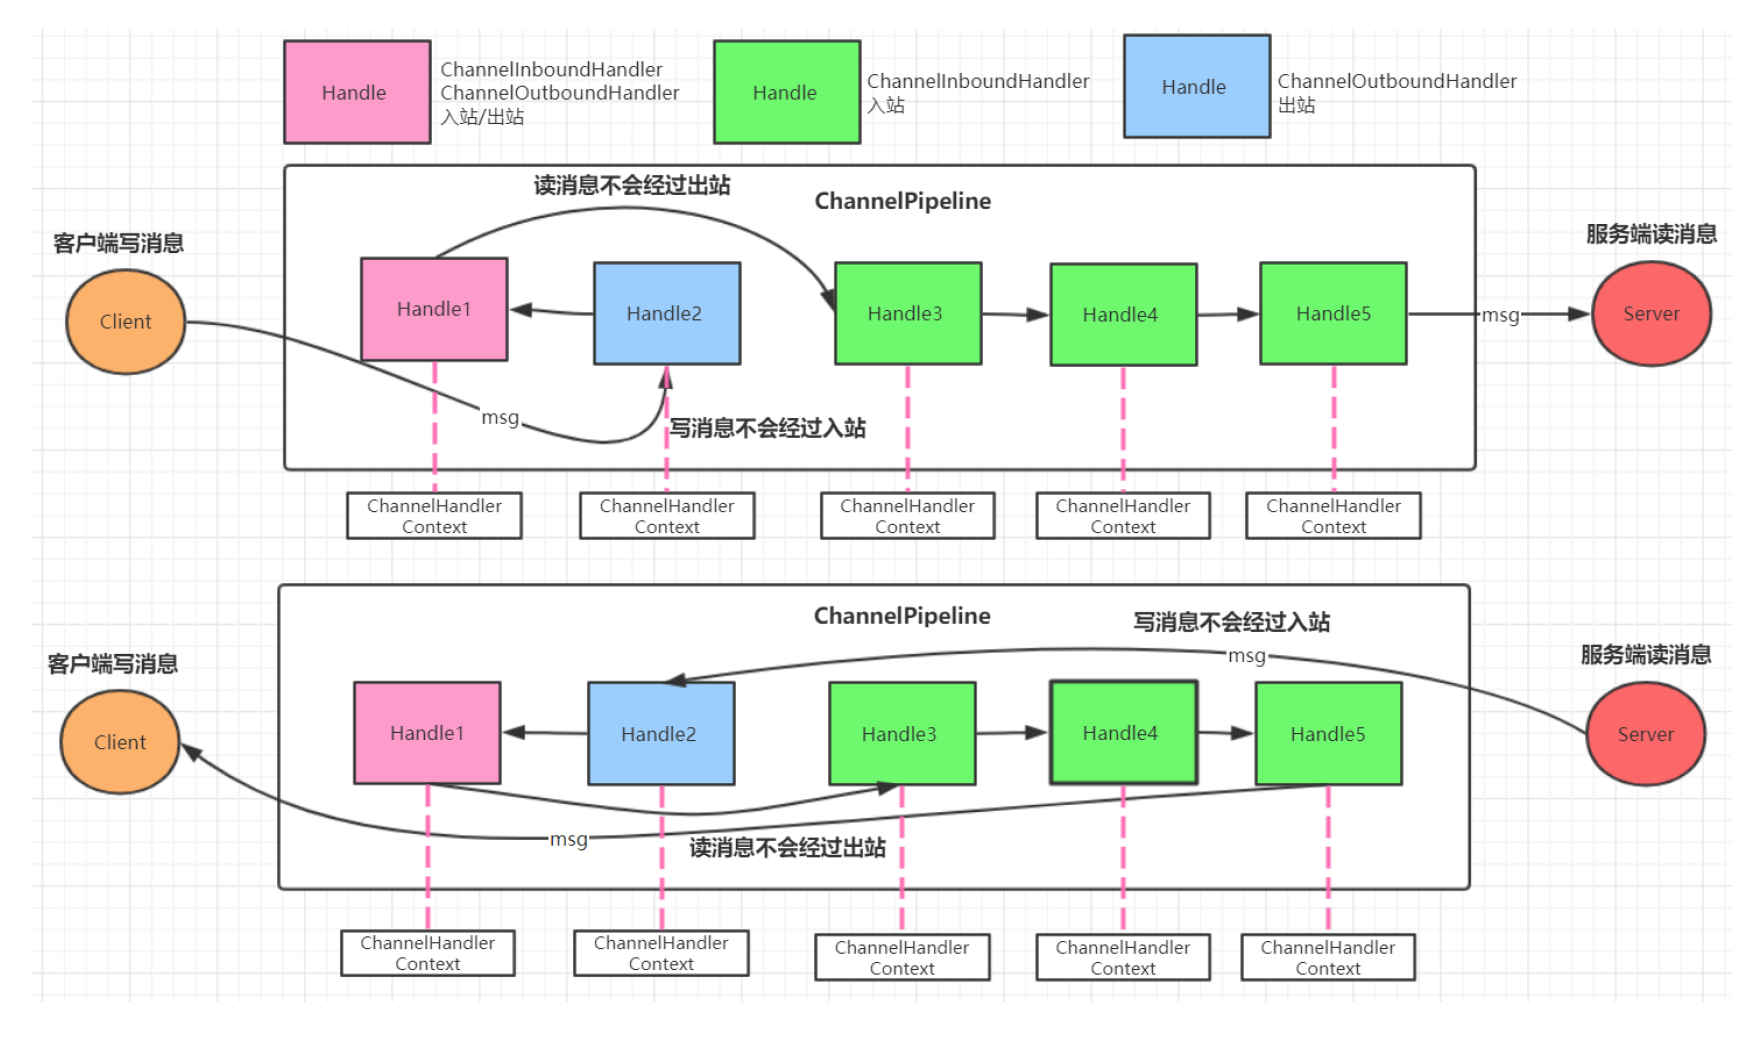 Handle
ChannelInboundHandler
ChannelOutboundHandler
入站/出站
Handle
ChannelInboundHandler
入站
Handle
ChannelOutboundHandler
出站
读消息不会经过出站
ChannelPipeline
客户端写消息
服务端读消息
Client
Handle1
Handle2
Handle3
Handle4
Handle5
msg
Server
msg
写消息不会经过入站
ChannelHandler
Context
ChannelHandler
Context
ChannelHandler
Context
ChannelHandler
Context
ChannelHandler
Context
ChannelPipeline
写消息不会经过入站
msg
客户端写消息
服务端读消息
Client
Handle1
Handle2
Handle3
Handle4
Handle5
Server
msg
读消息不会经过出站
ChannelHandler
Context
ChannelHandler
Context
ChannelHandler
Context
ChannelHandler
Context
ChannelHandler
Context